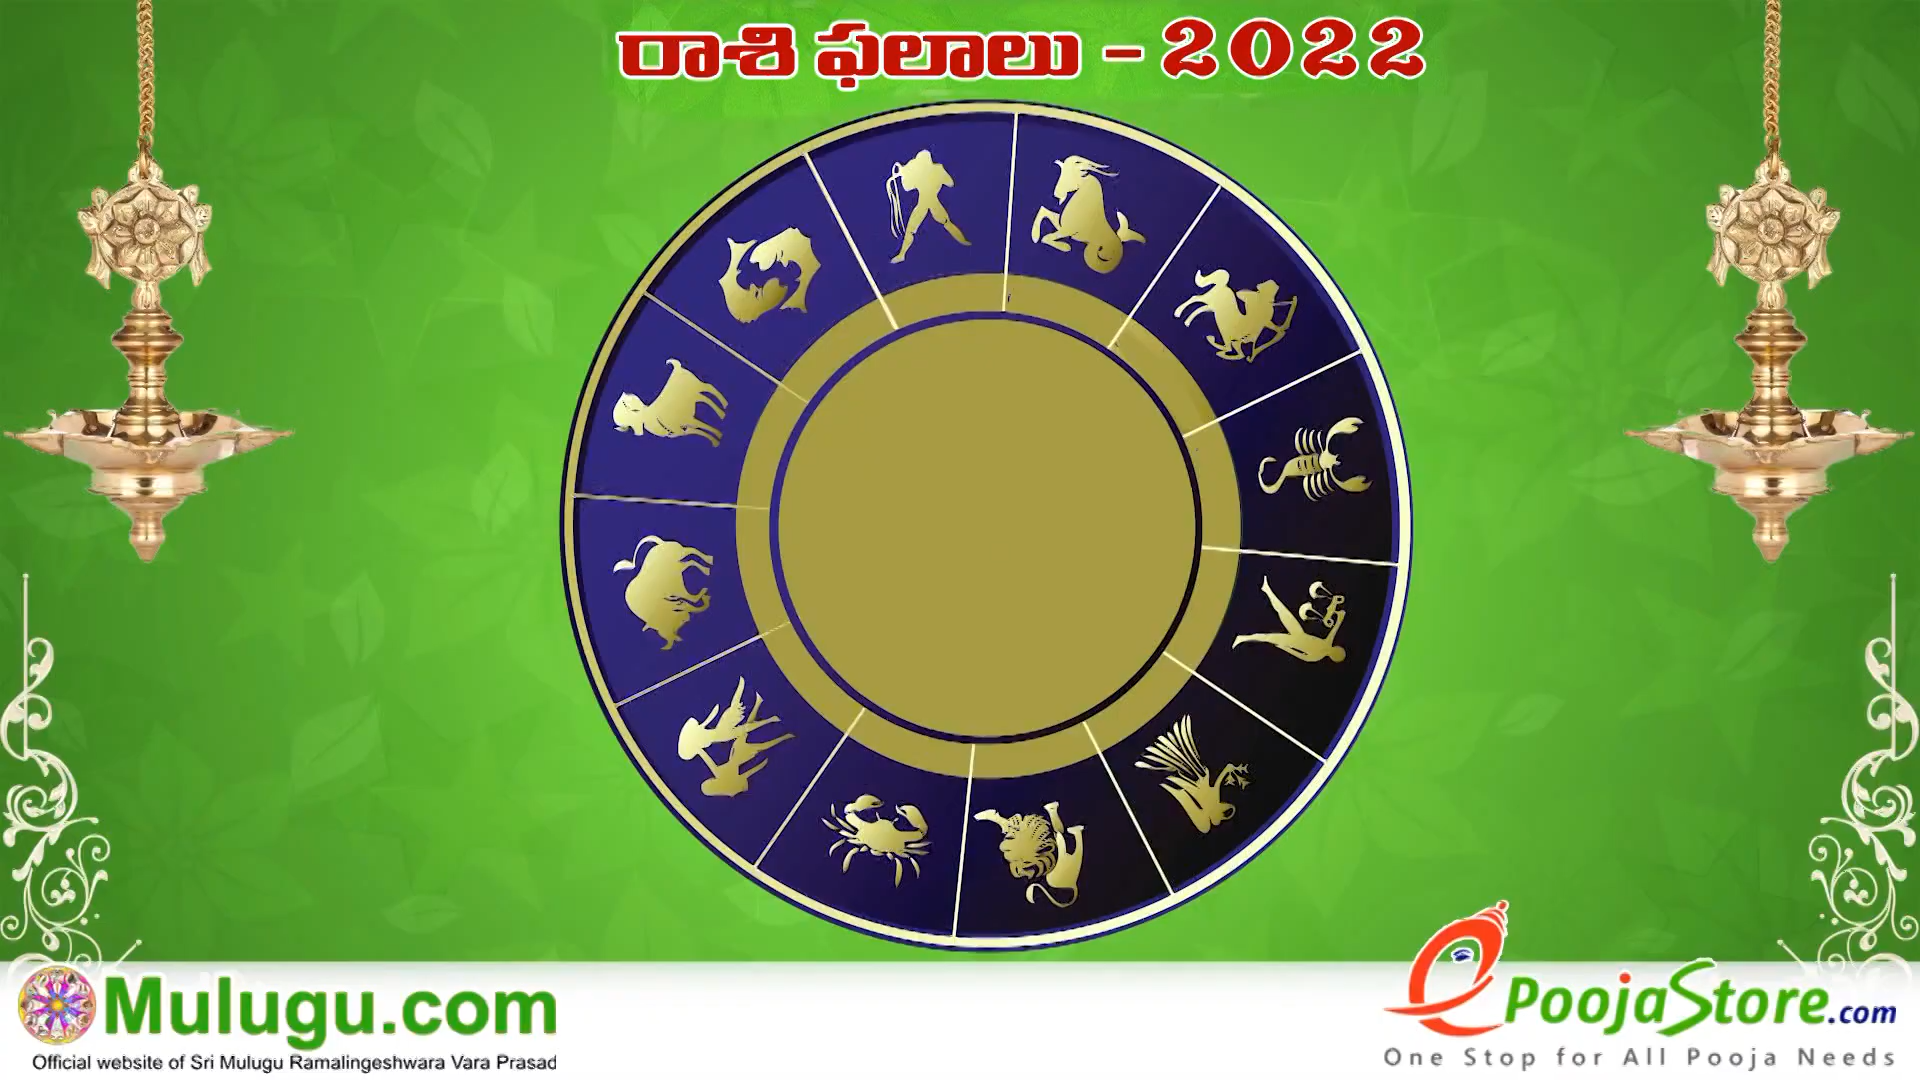 రాశి ఫలాలు - 2022
Mulugu.com
Official website of Sri Mulugu Ramalingeshwara Vara Prasad
ePoojaStore.com
One Stop for All Pooja Needs